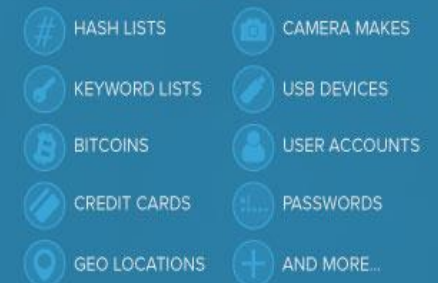 HASH LISTS
CAMERA MAKES
KEYWORD LISTS
USB DEVICES
BITCOINS
USER ACCOUNTS
CREDIT CARDS
PASSWORDS
GEO LOCATIONS
AND MORE...